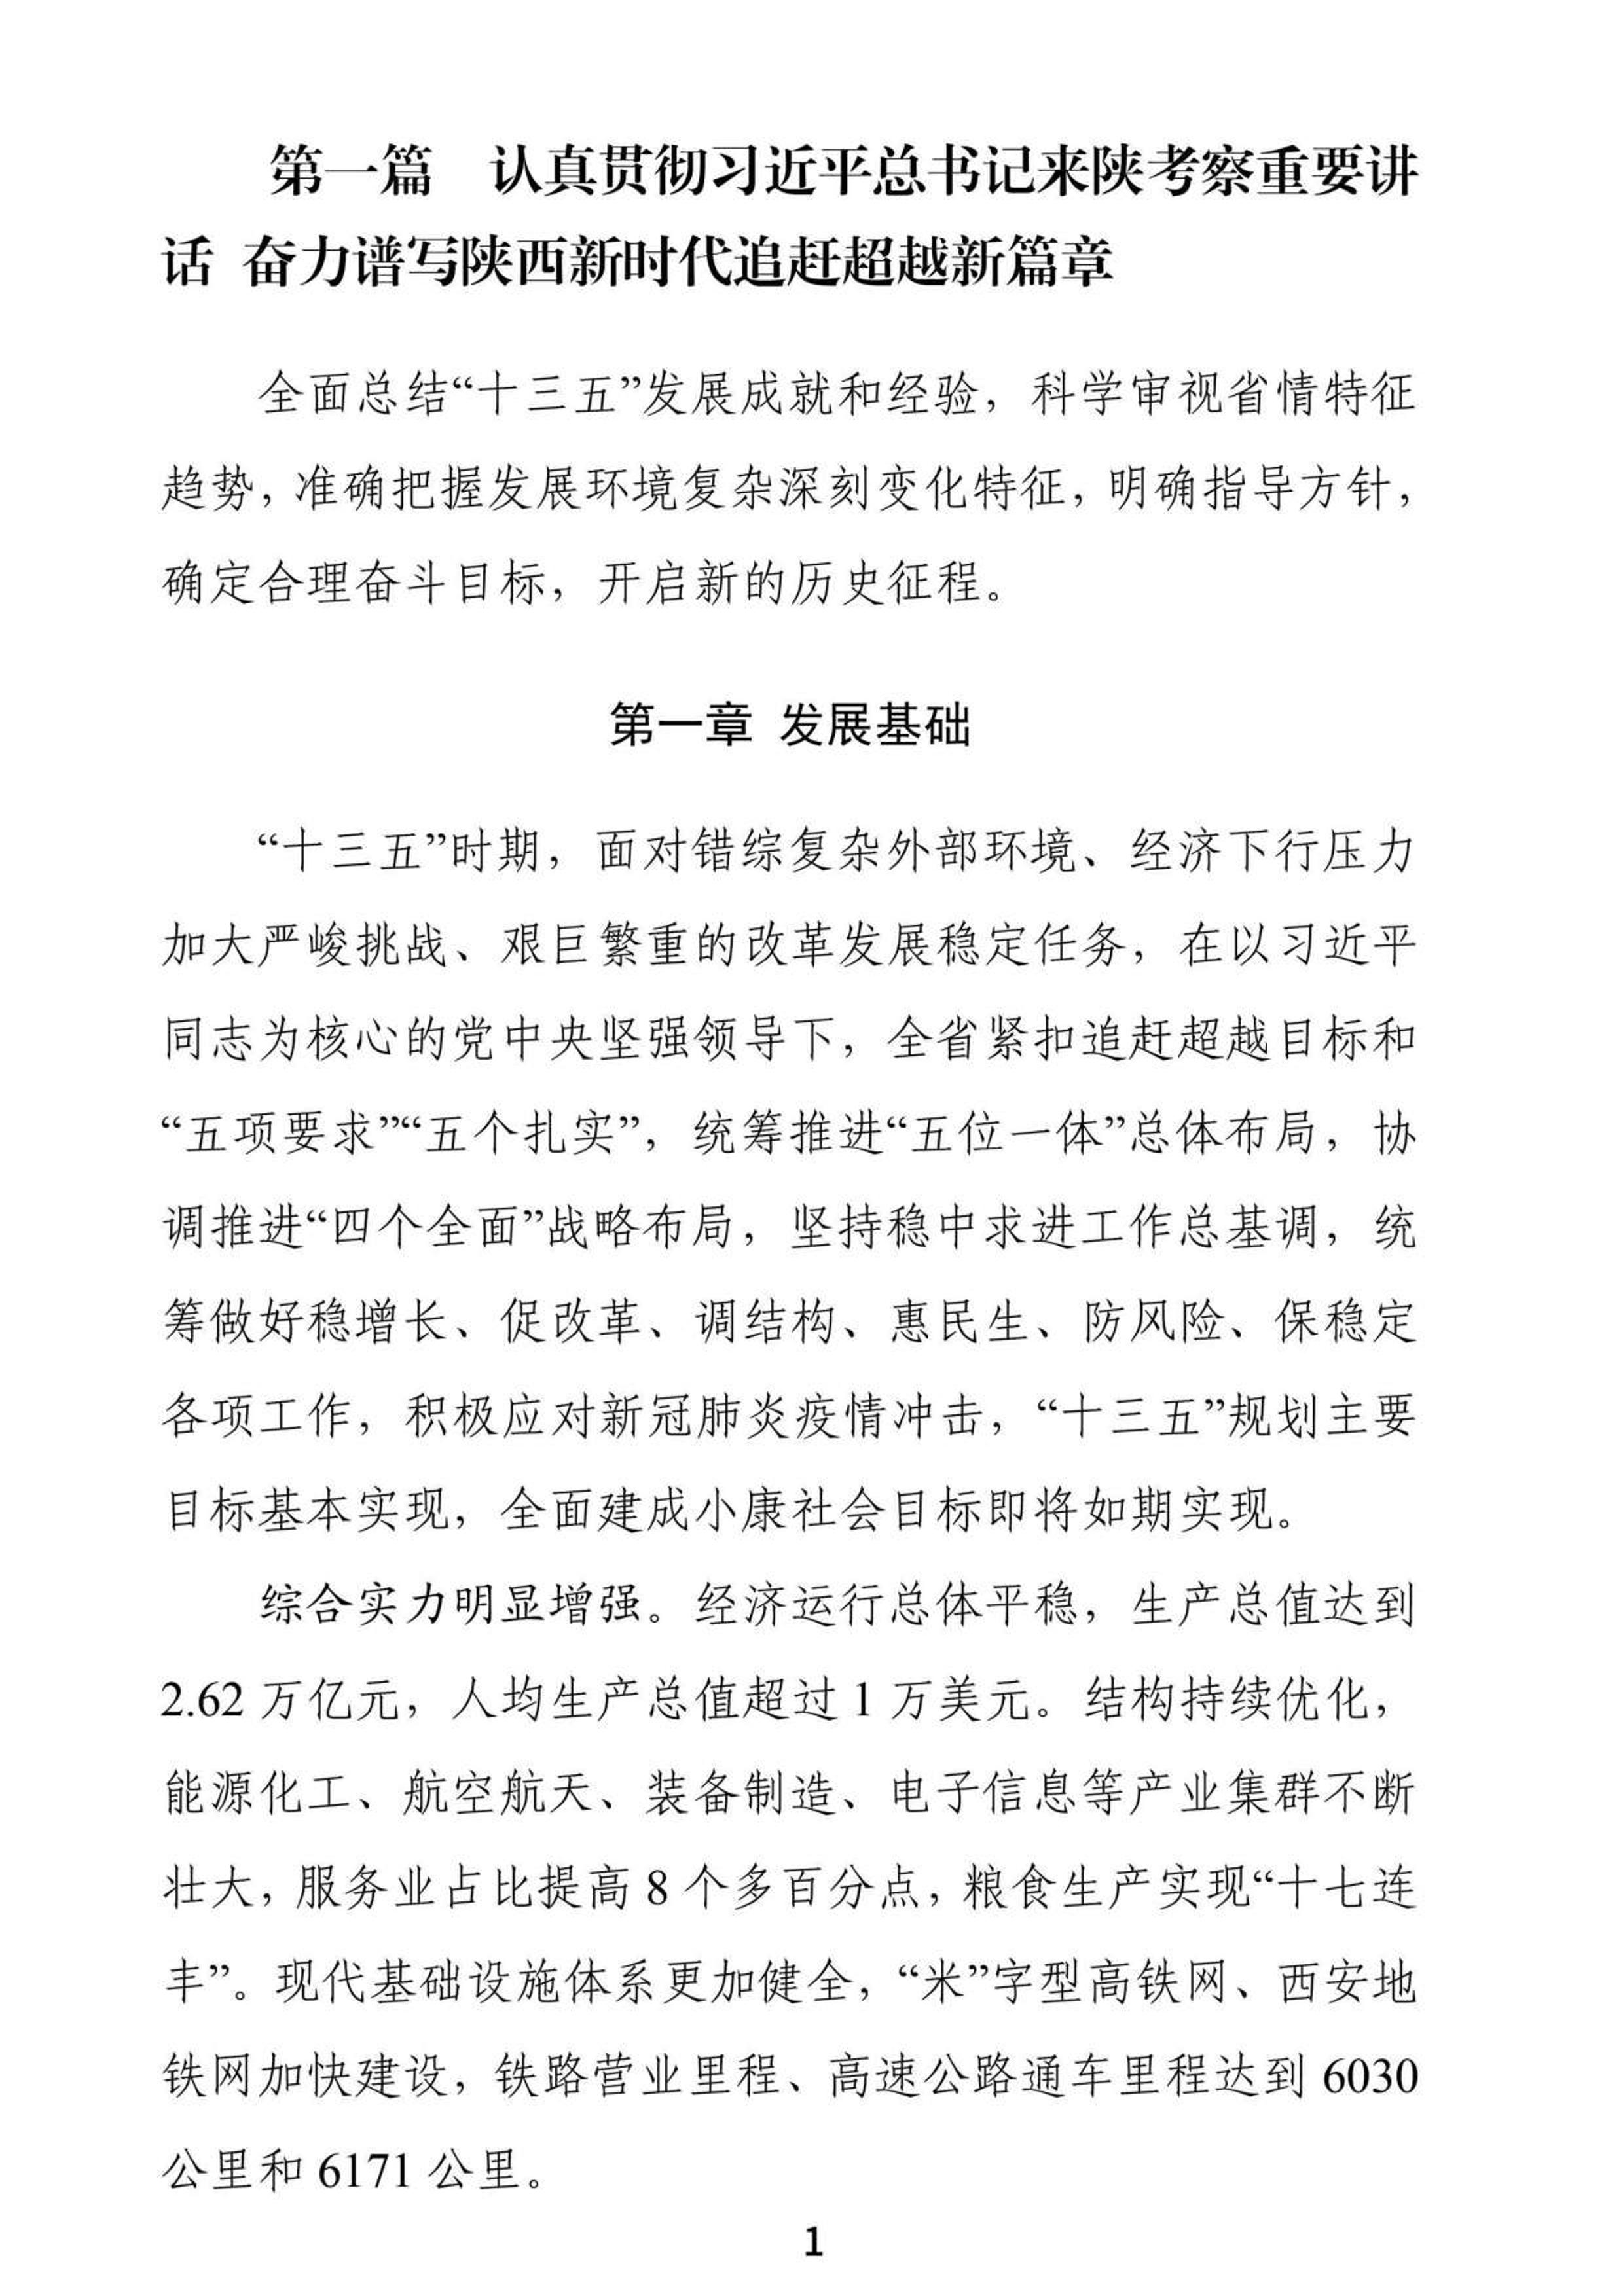 第一篇　认真贯彻习近平总书记来陕考察重要讲
话 奋力谱写陕西新时代追赶超越新篇章
全面总结“十三五”发展成就和经验，科学审视省情特征
趋势，准确把握发展环境复杂深刻变化特征，明确指导方针，
确定合理奋斗目标，开启新的历史征程。
第一章 发展基础
“十三五”时期，面对错综复杂外部环境、经济下行压力
加大严峻挑战、艰巨繁重的改革发展稳定任务，在以习近平
同志为核心的党中央坚强领导下，全省紧扣追赶超越目标和
“五项要求”“五个扎实”，统筹推进“五位一体”总体布局，协
调推进“四个全面”战略布局，坚持稳中求进工作总基调，统
筹做好稳增长、促改革、调结构、惠民生、防风险、保稳定
各项工作，积极应对新冠肺炎疫情冲击，“十三五”规划主要
目标基本实现，全面建成小康社会目标即将如期实现。
综合实力明显增强。经济运行总体平稳，生产总值达到
2.62 万亿元，人均生产总值超过 1 万美元。结构持续优化，
能源化工、航空航天、装备制造、电子信息等产业集群不断
壮大，服务业占比提高 8 个多百分点，粮食生产实现“十七连
丰”。现代基础设施体系更加健全，“米”字型高铁网、西安地
铁网加快建设，铁路营业里程、高速公路通车里程达到 6030
公里和 6171 公里。
1